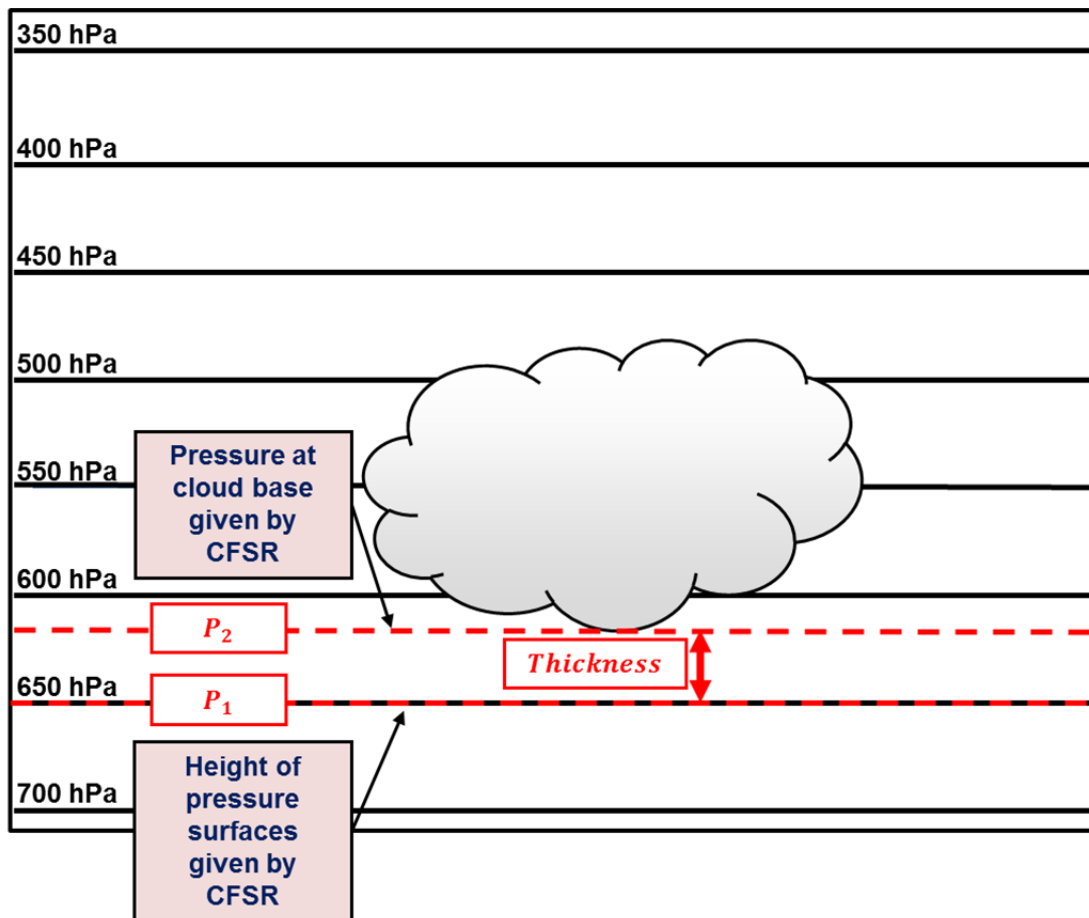 350 hPa
400 hPa
450 hPa
500 hPa
Pressure at
cloud base
given by
CFSR
550 hPa
600 hPa
P₂
Thickness
650 hPa
P₁
Height of
pressure
surfaces
given by
CFSR
700 hPa